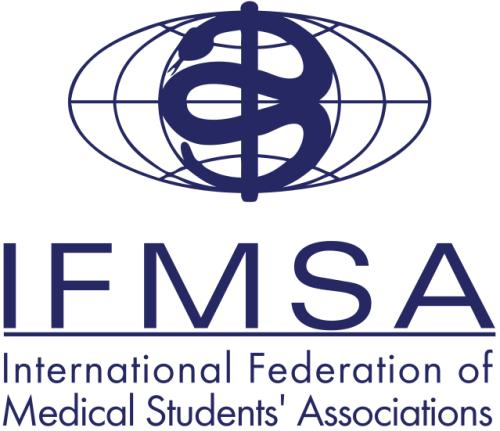 IFMSA
International Federation of
Medical Students' Associations